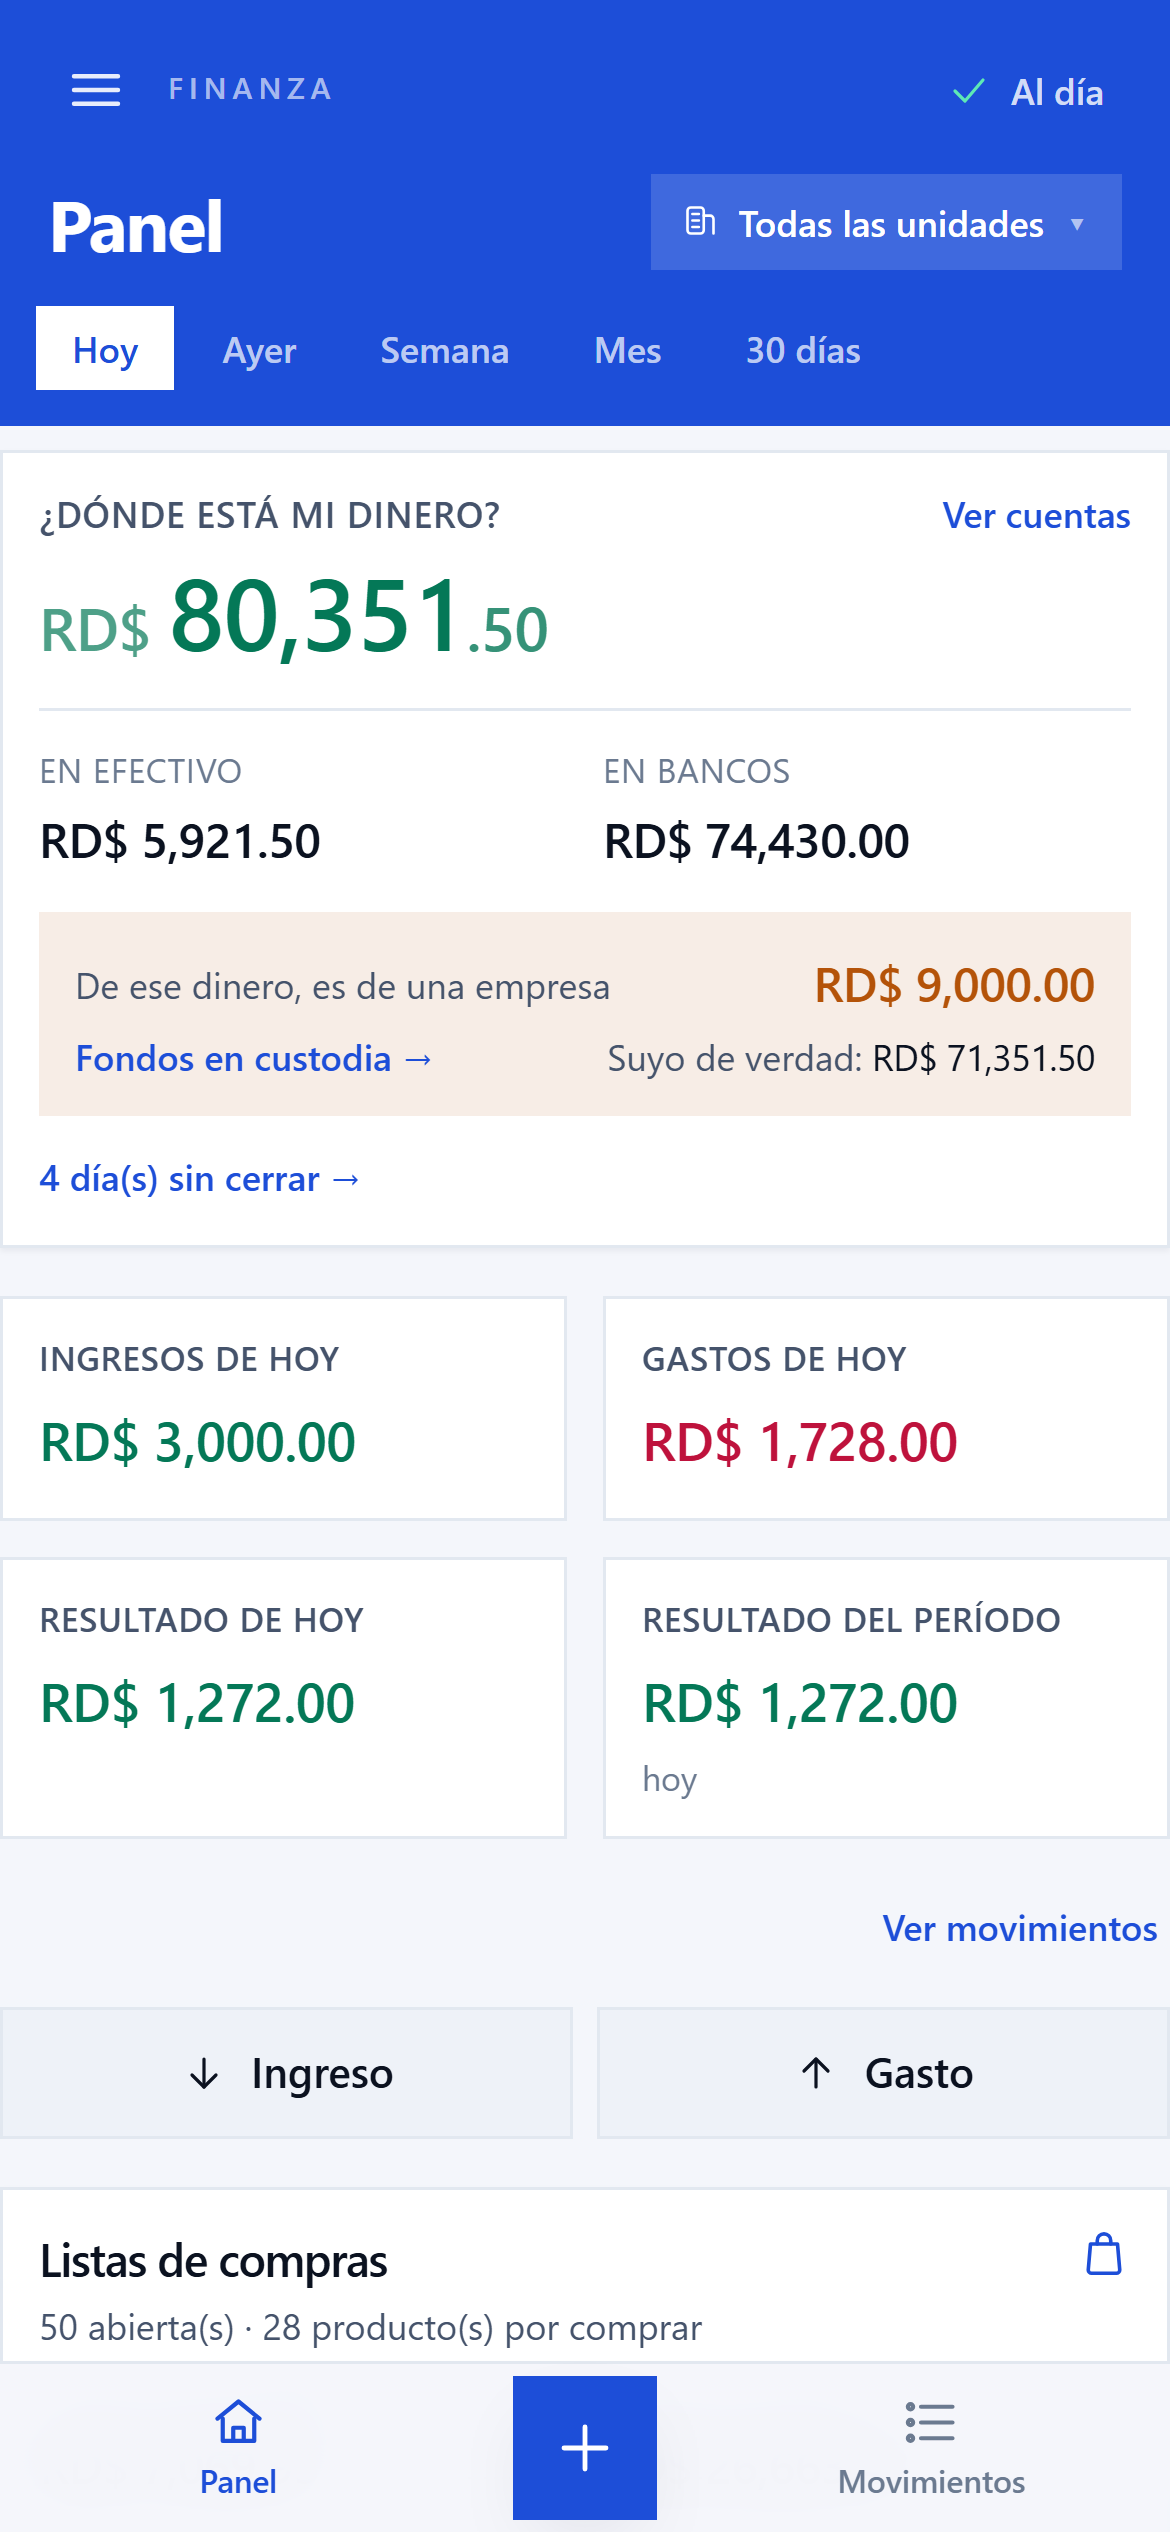 FINANZA
Al día
Panel
Todas las unidades
Hoy Ayer Semana Mes 30 días
¿DÓNDE ESTÁ MI DINERO? Ver cuentas
RD$ 80,351.50
EN EFECTIVO EN BANCOS
RD$ 5,921.50 RD$ 74,430.00
De ese dinero, es de una empresa RD$ 9,000.00
Fondos en custodia → Suyo de verdad: RD$ 71,351.50
4 día(s) sin cerrar →
INGRESOS DE HOY
RD$ 3,000.00
GASTOS DE HOY
RD$ 1,728.00
RESULTADO DE HOY
RD$ 1,272.00
RESULTADO DEL PERÍODO
RD$ 1,272.00
hoy
Ver movimientos
↓ Ingreso
↑ Gasto
Listas de compras
50 abierta(s) · 28 producto(s) por comprar
Panel
Movimientos